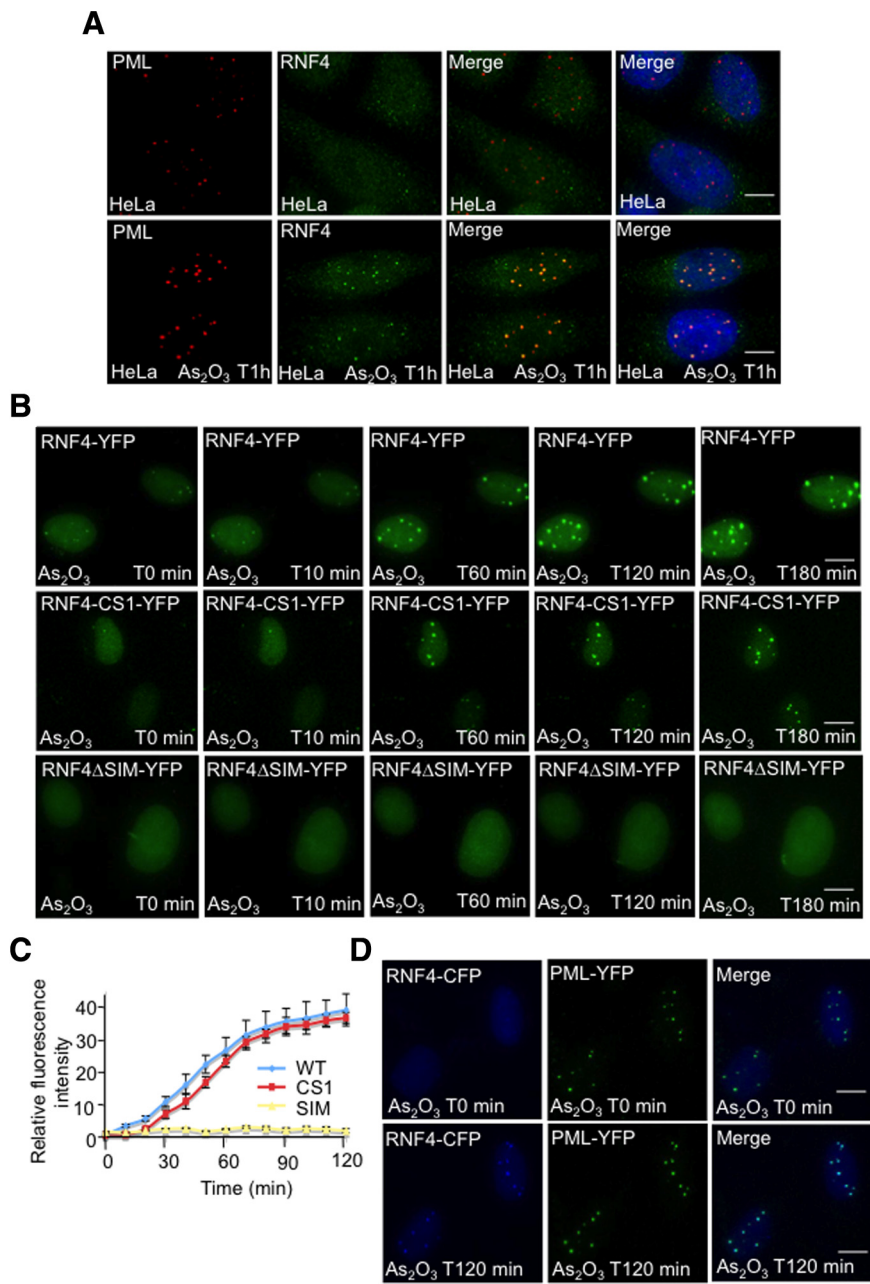 A
PML RNF4 Merge Merge
HeLa HeLa HeLa HeLa
PML RNF4 Merge Merge
HeLa As₂O₃ T1h HeLa As₂O₃ T1h HeLa As₂O₃ T1h HeLa As₂O₃ T1h
B
RNF4-YFP RNF4-YFP RNF4-YFP RNF4-YFP RNF4-YFP
As₂O₃ T0 min As₂O₃ T10 min As₂O₃ T60 min As₂O₃ T120 min As₂O₃ T180 min
RNF4-CS1-YFP RNF4-CS1-YFP RNF4-CS1-YFP RNF4-CS1-YFP RNF4-CS1-YFP
As₂O₃ T0 min As₂O₃ T10 min As₂O₃ T60 min As₂O₃ T120 min As₂O₃ T180 min
RNF4ΔSIM-YFP RNF4ΔSIM-YFP RNF4ΔSIM-YFP RNF4ΔSIM-YFP RNF4ΔSIM-YFP
As₂O₃ T0 min As₂O₃ T10 min As₂O₃ T60 min As₂O₃ T120 min As₂O₃ T180 min
C
Relative fluorescence
intensity
40
30
20
10
0
WT
CS1
SIM
0 30 60 90 120
Time (min)
D
RNF4-CFP PML-YFP Merge
As₂O₃ T0 min As₂O₃ T0 min As₂O₃ T0 min
RNF4-CFP PML-YFP Merge
As₂O₃ T120 min As₂O₃ T120 min As₂O₃ T120 min